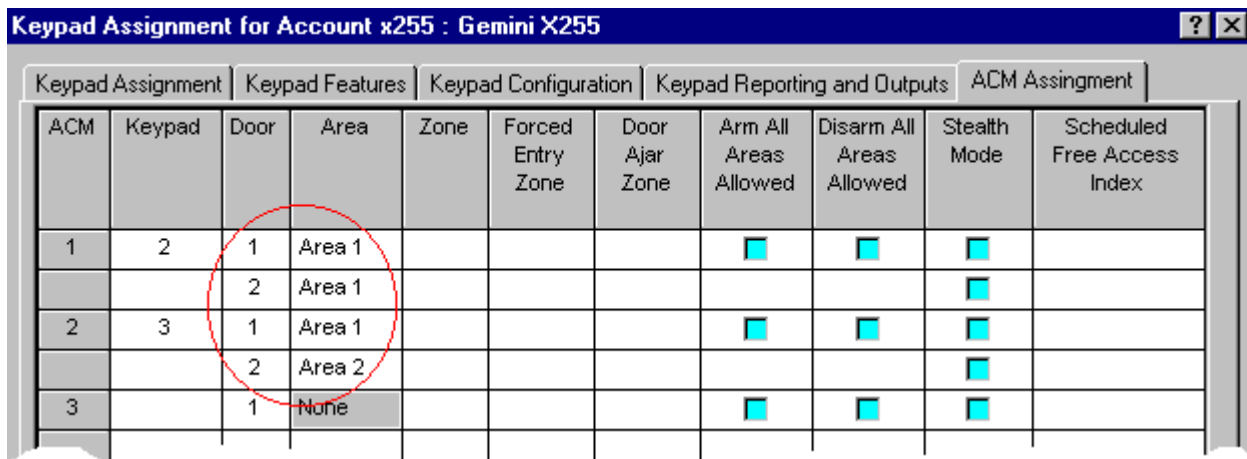 Keypad Assignment for Account x255 : Gemini X255
Keypad Assignment Keypad Features Keypad Configuration Keypad Reporting and Outputs ACM Assingment
ACM Keypad Door Area Zone Forced Entry Zone Door Ajar Zone Arm All Areas Allowed Disarm All Areas Allowed Stealth Mode Scheduled Free Access Index
1 2 1 Area 1
2 Area 1
2 3 1 Area 1
2 Area 2
3 1 None